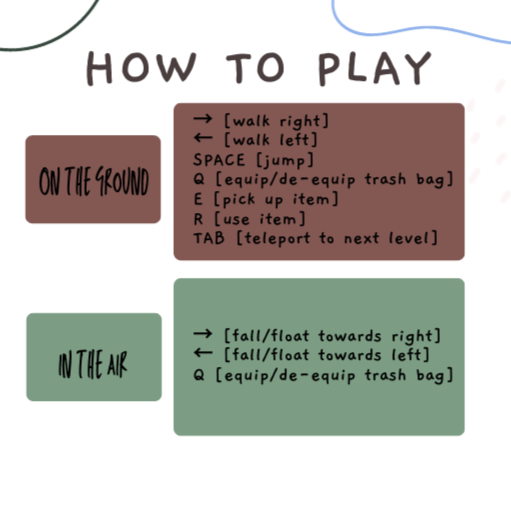 HOW TO PLAY
ON THE GROUND
→ [walk right]
← [walk left]
SPACE [jump]
Q [equip/de-equip trash bag]
E [pick up item]
R [use item]
TAB [teleport to next level]
IN THE AIR
→ [fall/float towards right]
← [fall/float towards left]
Q [equip/de-equip trash bag]